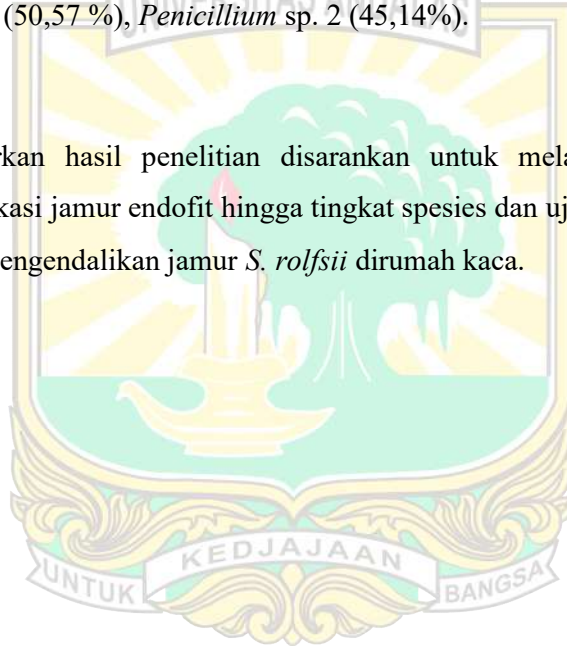 (50,57 %), Penicillium sp. 2 (45,14%).
rkan hasil penelitian disarankan untuk mela
kasi jamur endofit hingga tingkat spesies dan uj
engendalikan jamur S. rolfsii dirumah kaca.
UNTUK KEDJAJAAN BANGSA